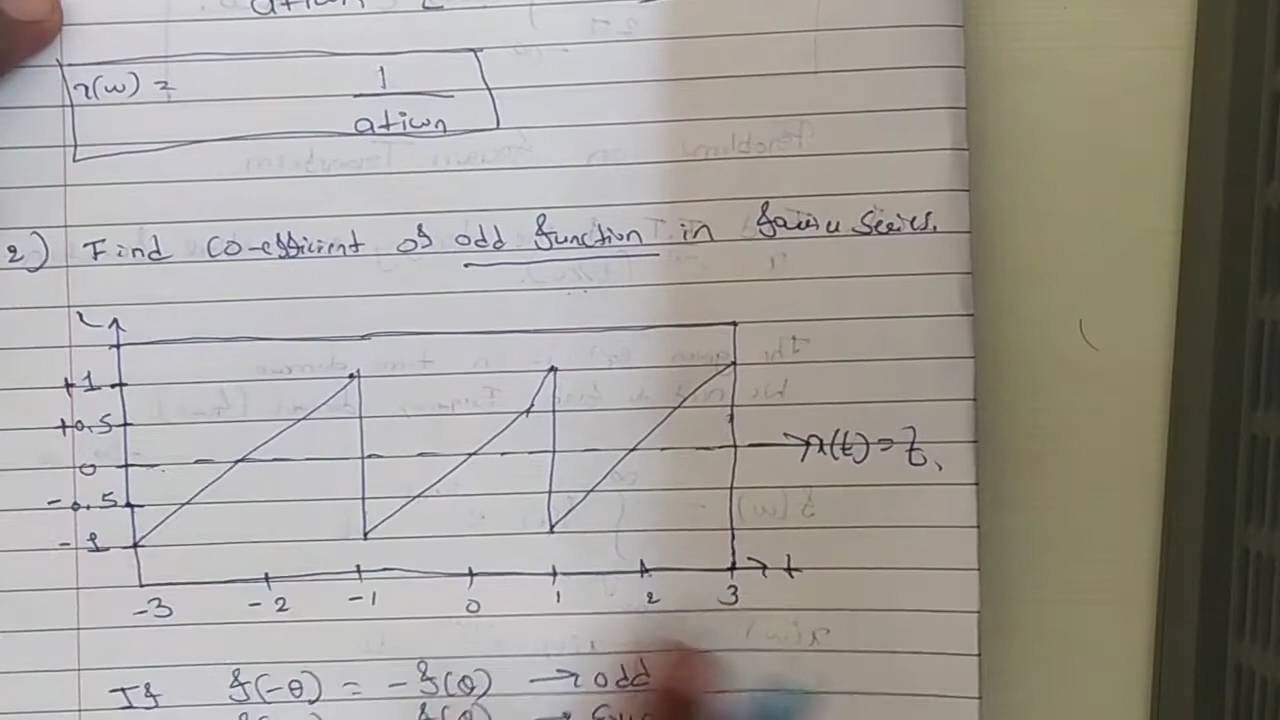 x(w) = 1
a+iwn
2) Find co-efficient of odd function in fourier series.
+1
+0.5
0
-0.5
-1
→x(t)=t.
→ t
-3 -2 -1 0 1 2 3
If f(-θ) = -f(θ) → odd